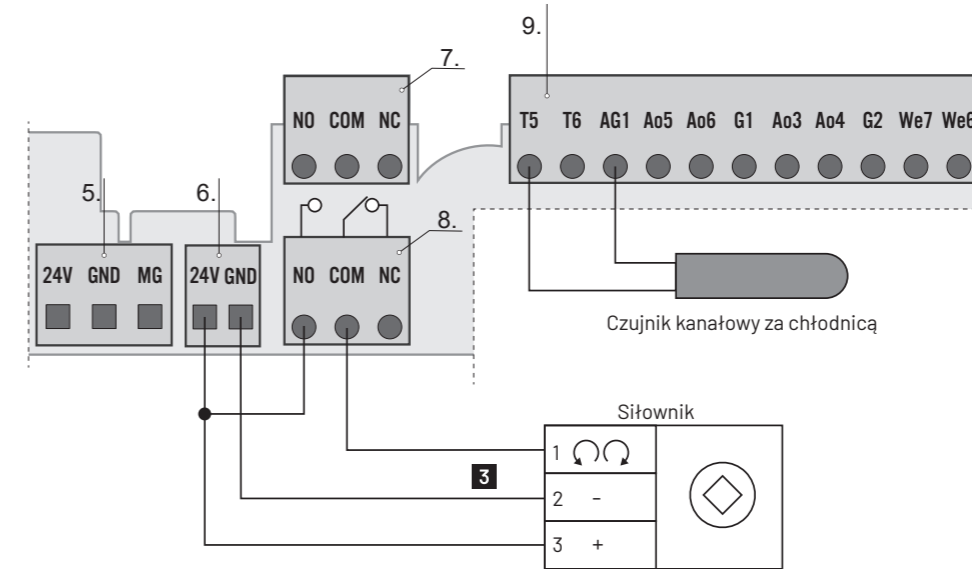 9.
7.
NO COM NC
T5 T6 AG1 Ao5 Ao6 G1 Ao3 Ao4 G2 We7 We6
5.
6.
8.
24V GND MG
24V GND
NO COM NC
Czujnik kanałowy za chłodnicą
Siłownik
1
3
2 -
3 +